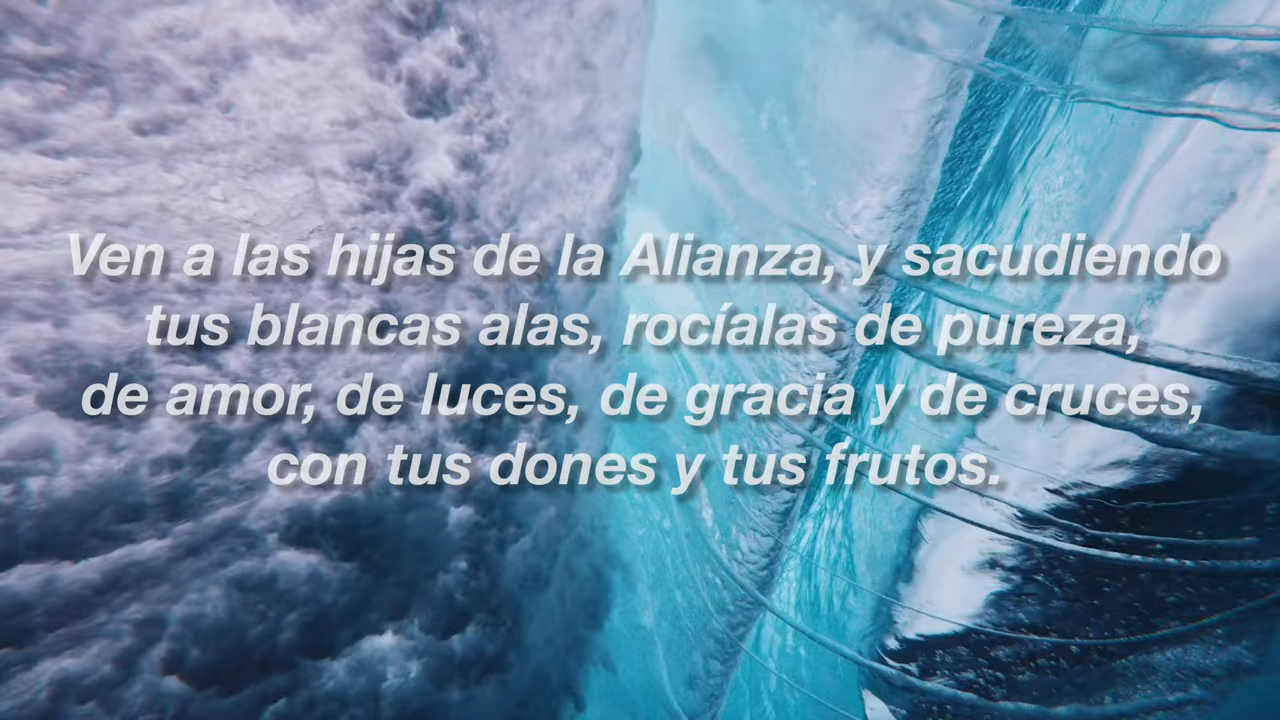 Ven a las hijas de la Alianza, y sacudiendo
tus blancas alas, rocíalas de pureza,
de amor, de luces, de gracia y de cruces,
con tus dones y tus frutos.